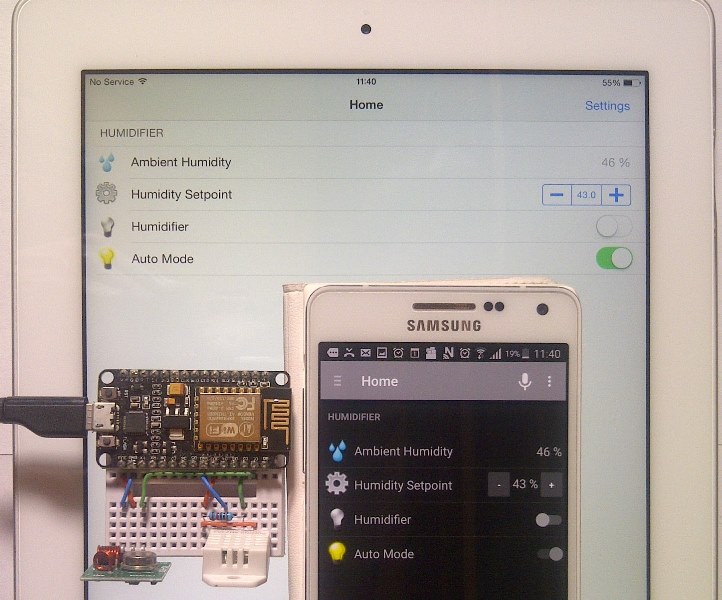 No Service 11:40 55%
Home Settings
HUMIDIFIER
Ambient Humidity 46 %
Humidity Setpoint − 43.0 +
Humidifier
Auto Mode
SAMSUNG
19% 11:40
Home
HUMIDIFIER
Ambient Humidity 46 %
Humidity Setpoint - 43 % +
Humidifier
Auto Mode
WiFi